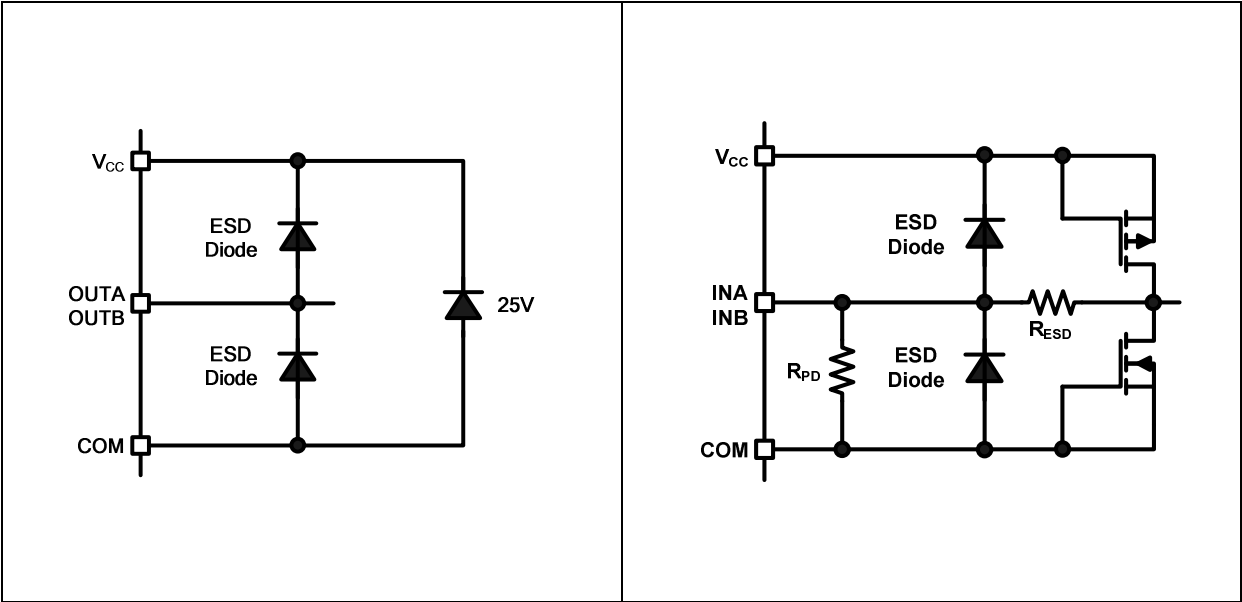 VCC
ESD
Diode
OUTA
OUTB
25V
ESD
Diode
COM
VCC
ESD
Diode
INA
INB
RESD
RPD
ESD
Diode
COM